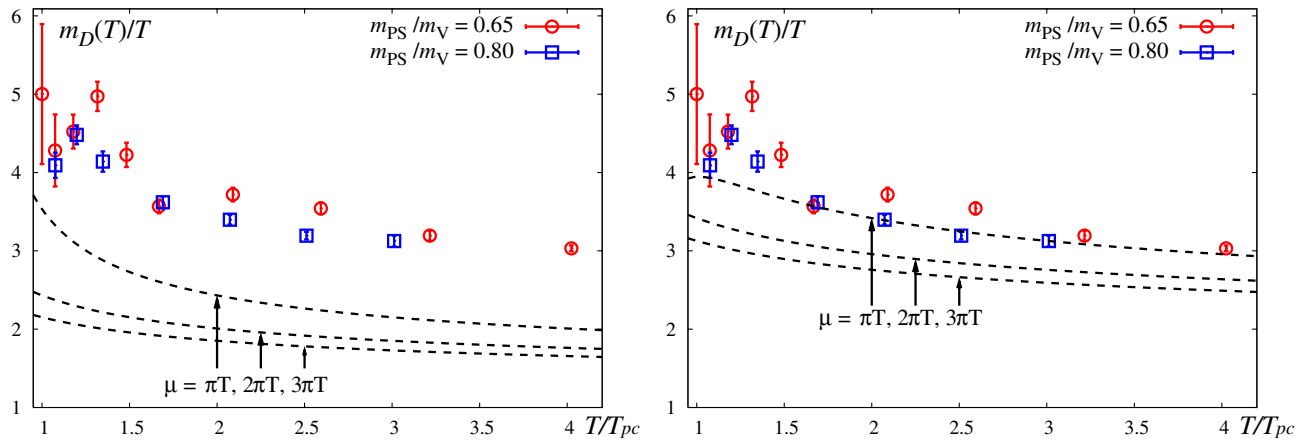 6
m_D(T)/T
m_PS /m_V = 0.65
m_PS /m_V = 0.80
5
4
3
2
μ = πT, 2πT, 3πT
1
1 1.5 2 2.5 3 3.5 4 T/T_pc
6
m_D(T)/T
m_PS /m_V = 0.65
m_PS /m_V = 0.80
5
4
3
2
μ = πT, 2πT, 3πT
1
1 1.5 2 2.5 3 3.5 4 T/T_pc